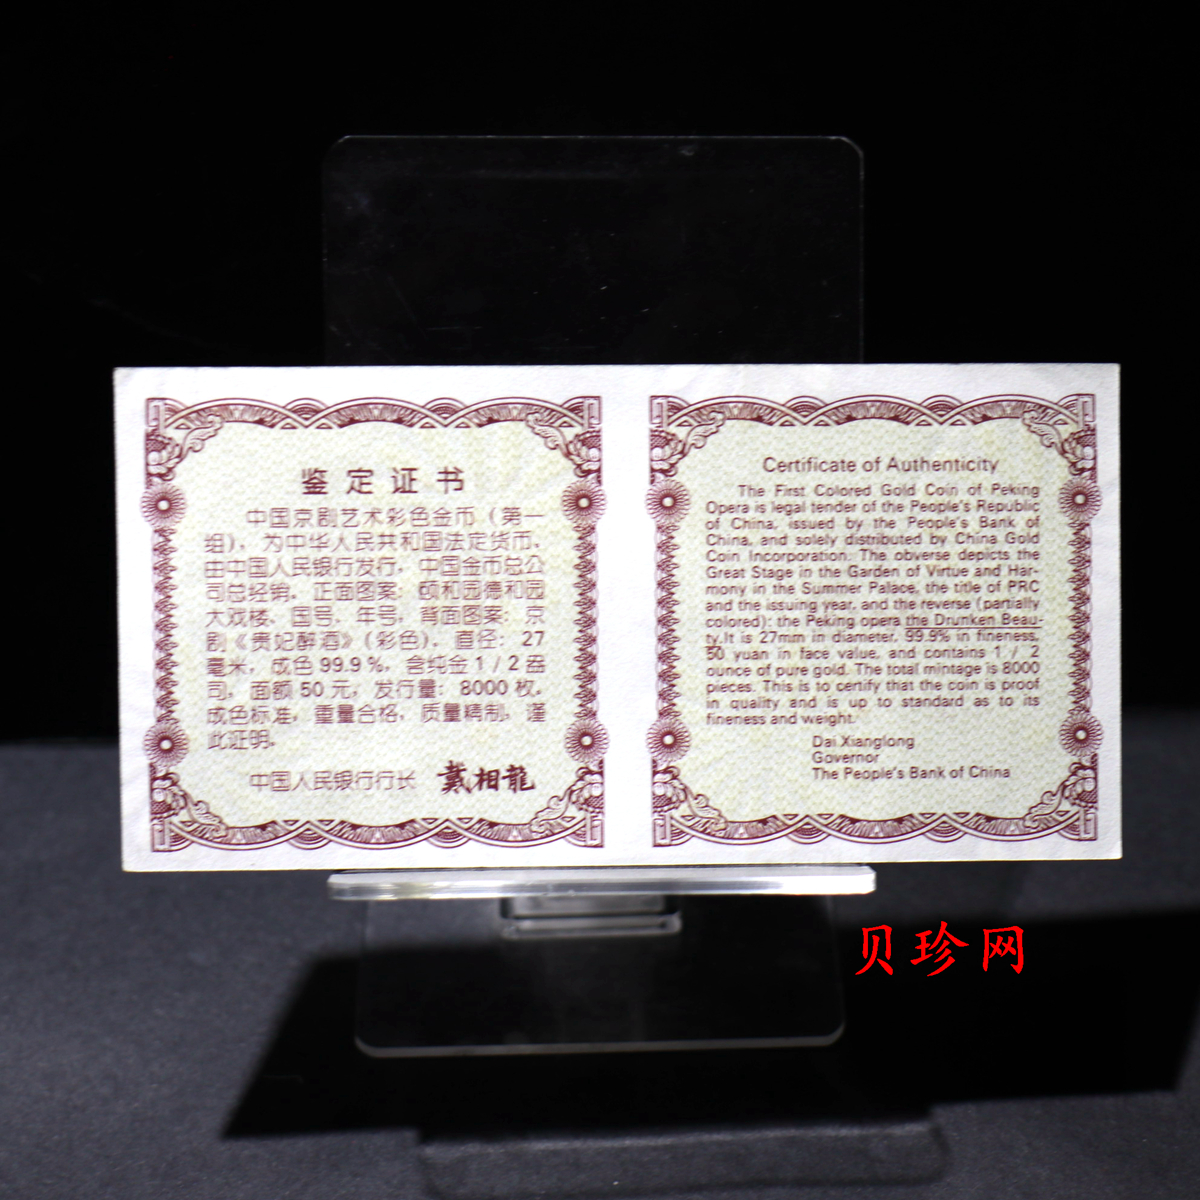 鉴定证书
中国京剧艺术彩色金币（第一
组），为中华人民共和国法定货币，
由中国人民银行发行，中国金币总公
司总经销。正面图案：颐和园德和园
大戏楼、国号、年号，背面图案：京
剧《贵妃醉酒》（彩色）。直径：27
毫米，成色 99.9%，含纯金 1/2 盎
司，面额 50 元，发行量：8000 枚。
成色标准，重量合格，质量精制，谨
此证明。
中国人民银行行长 戴相龍
Certificate of Authenticity
The First Colored Gold Coin of Peking
Opera is legal tender of the People's Republic
of China, issued by the People's Bank of
China, and solely distributed by China Gold
Coin Incorporation. The obverse depicts the
Great Stage in the Garden of Virtue and Har-
mony in the Summer Palace, the title of PRC
and the issuing year, and the reverse (partially
colored): the Peking opera the Drunken Beau-
ty.It is 27mm in diameter, 99.9% in fineness,
50 yuan in face value, and contains 1 / 2
ounce of pure gold. The total mintage is 8000
pieces. This is to certify that the coin is proof
in quality and is up to standard as to its
fineness and weight.
Dai Xianglong
Governor
The People's Bank of China
贝珍网